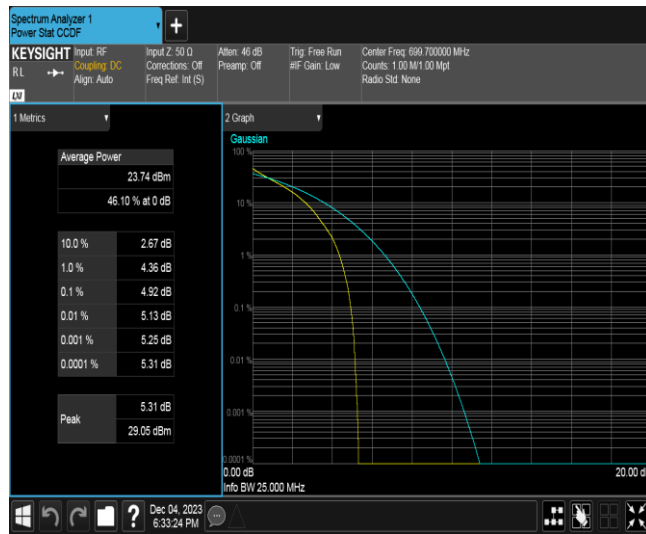 Spectrum Analyzer 1
Power Stat CCDF
+
KEYSIGHT
RL
LXI
Input: RF
Coupling: DC
Align: Auto
Input Z: 50 Ω
Corrections: Off
Freq Ref: Int (S)
Atten: 46 dB
Preamp: Off
Trig: Free Run
#IF Gain: Low
Center Freq: 699.700000 MHz
Counts: 1.00 M/1.00 Mpt
Radio Std: None
1 Metrics
Average Power
23.74 dBm
46.10 % at 0 dB
10.0 % 2.67 dB
1.0 % 4.36 dB
0.1 % 4.92 dB
0.01 % 5.13 dB
0.001 % 5.25 dB
0.0001 % 5.31 dB
Peak
5.31 dB
29.05 dBm
2 Graph
Gaussian
100 %
10 %
1 %
0.1 %
0.01 %
0.001 %
0.0001 %
0.00 dB
20.00 d
Info BW 25.000 MHz
?
Dec 04, 2023
6:33:24 PM